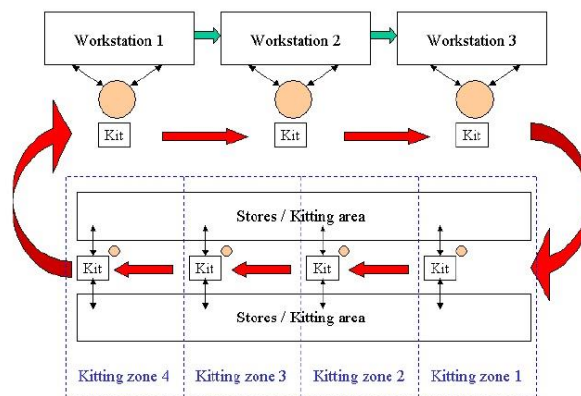 Workstation 1
Workstation 2
Workstation 3
Kit
Kit
Kit
Stores / Kitting area
Kit
Kit
Kit
Kit
Stores / Kitting area
Kitting zone 4
Kitting zone 3
Kitting zone 2
Kitting zone 1